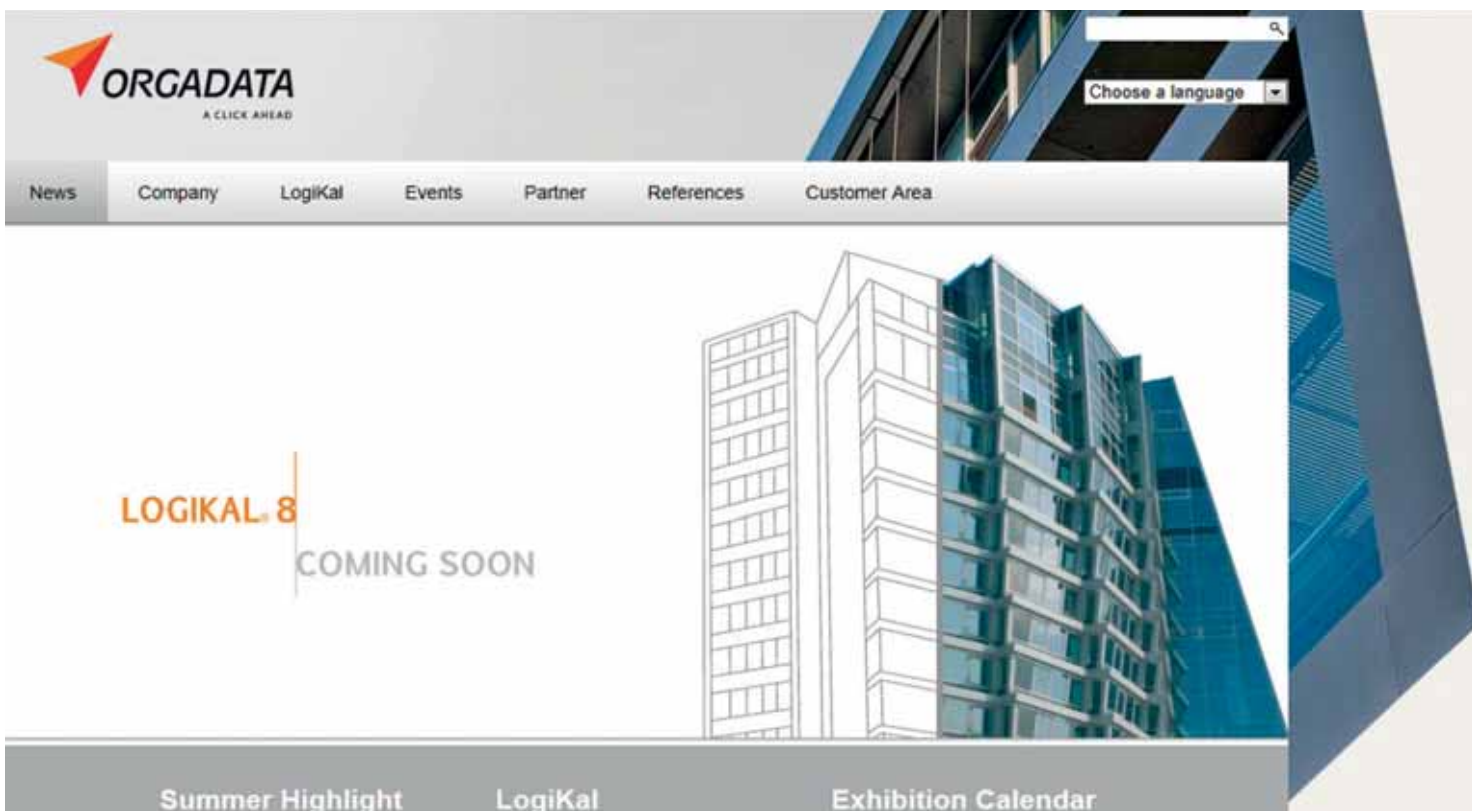 ORGADATA
A CLICK AHEAD
Choose a language
News Company LogiKal Events Partner References Customer Area
LOGIKAL® 8
COMING SOON
Summer Highlight LogiKal Exhibition Calendar